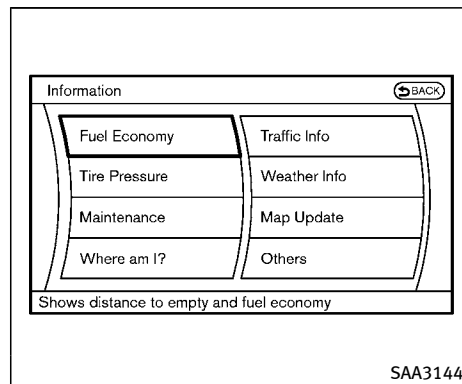 Information
BACK
Fuel Economy
Traffic Info
Tire Pressure
Weather Info
Maintenance
Map Update
Where am I?
Others
Shows distance to empty and fuel economy
SAA3144